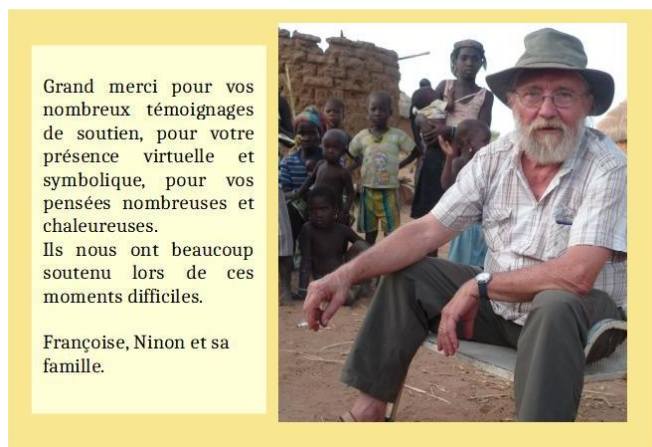 Grand merci pour vos
nombreux témoignages
de soutien, pour votre
présence virtuelle et
symbolique, pour vos
pensées nombreuses et
chaleureuses.
Ils nous ont beaucoup
soutenu lors de ces
moments difficiles.
Françoise, Ninon et sa
famille.